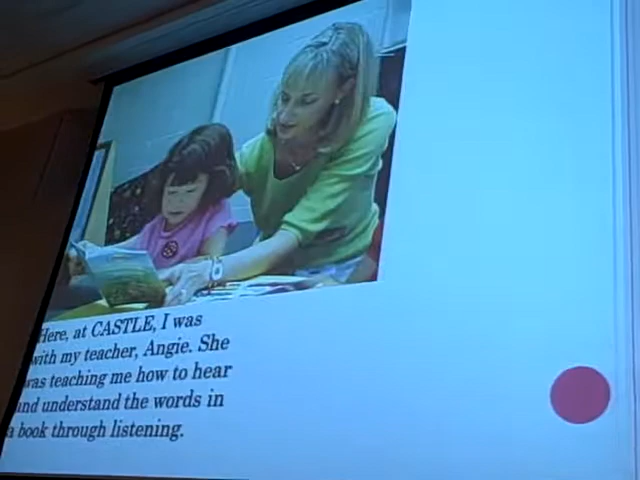 Here, at CASTLE, I was
with my teacher, Angie. She
was teaching me how to hear
and understand the words in
a book through listening.